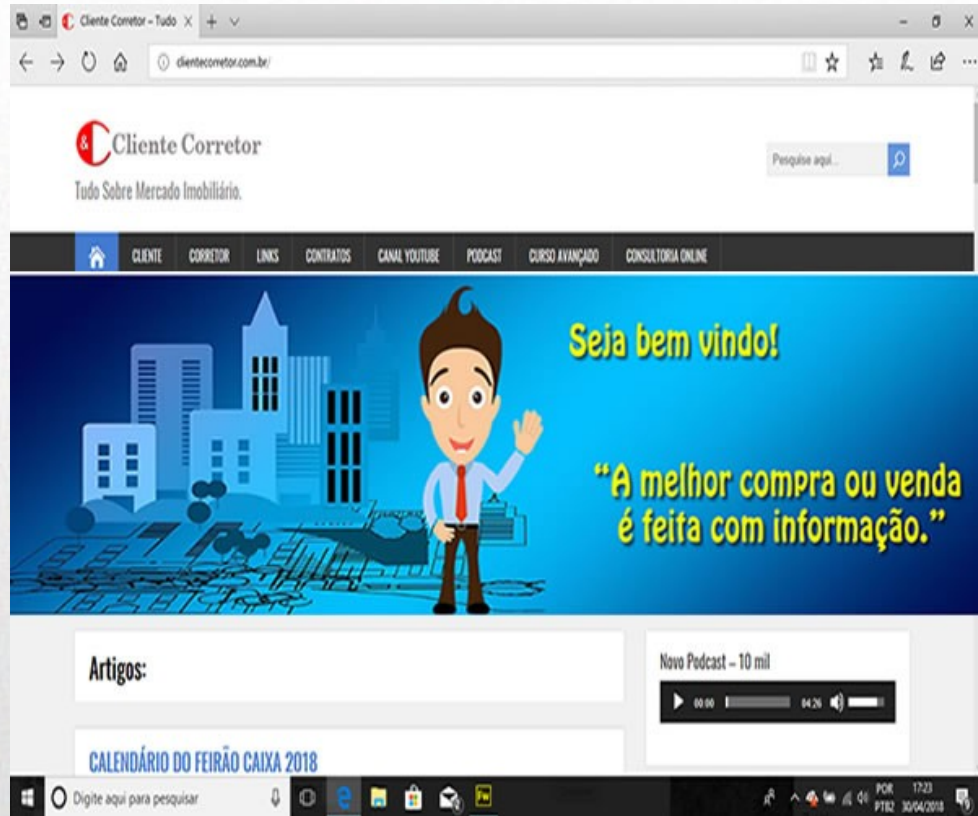 Cliente Corretor – Tudo
clientecorretor.com.br/
& Cliente Corretor
Tudo Sobre Mercado Imobiliário.
Pesquise aqui...
CLIENTE CORRETOR LINKS CONTRATOS CANAL YOUTUBE PODCAST CURSO AVANÇADO CONSULTORIA ONLINE
Seja bem vindo!
“A melhor compra ou venda
é feita com informação.”
Artigos:
Novo Podcast – 10 mil
00:00 04:26
CALENDÁRIO DO FEIRÃO CAIXA 2018
Digite aqui para pesquisar
Fw
POR 17:23
PTB2 30/04/2018